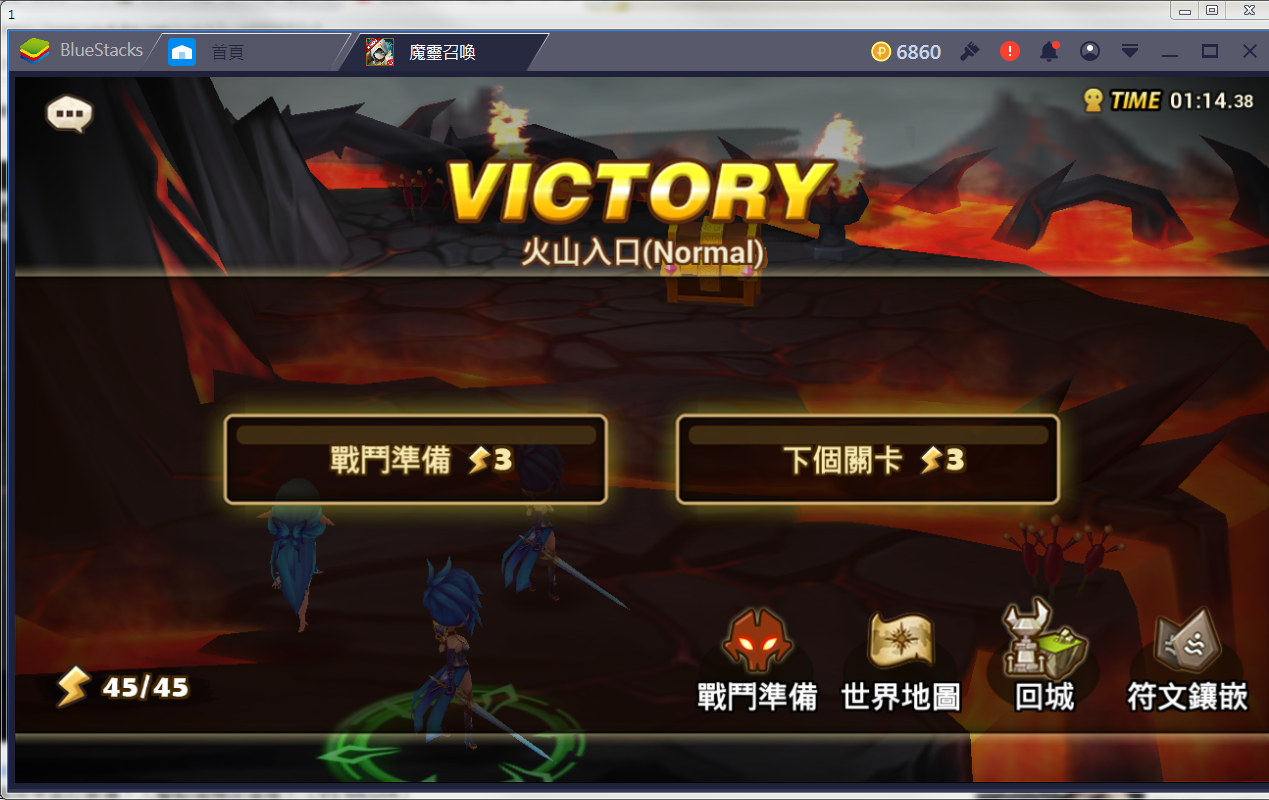 1
BlueStacks
首頁
魔靈召喚
6860
TIME 01:14.38
VICTORY
火山入口(Normal)
戰鬥準備 3
下個關卡 3
45/45
戰鬥準備
世界地圖
回城
符文鑲嵌